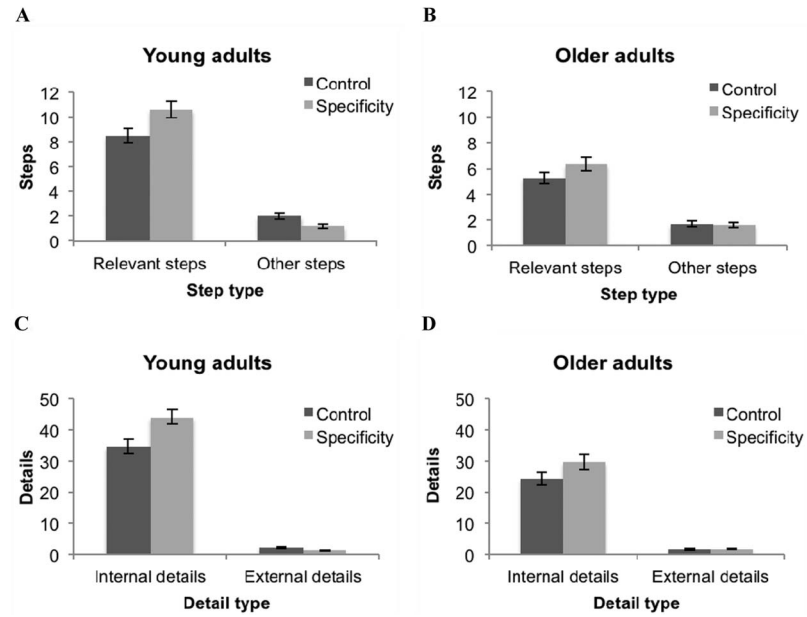 A
Young adults
Control
Specificity
12
10
8
6
4
2
0
Steps
Relevant steps
Other steps
Step type
B
Older adults
Control
Specificity
12
10
8
6
4
2
0
Steps
Relevant steps
Other steps
Step type
C
Young adults
Control
Specificity
50
40
30
20
10
0
Details
Internal details
External details
Detail type
D
Older adults
Control
Specificity
50
40
30
20
10
0
Details
Internal details
External details
Detail type